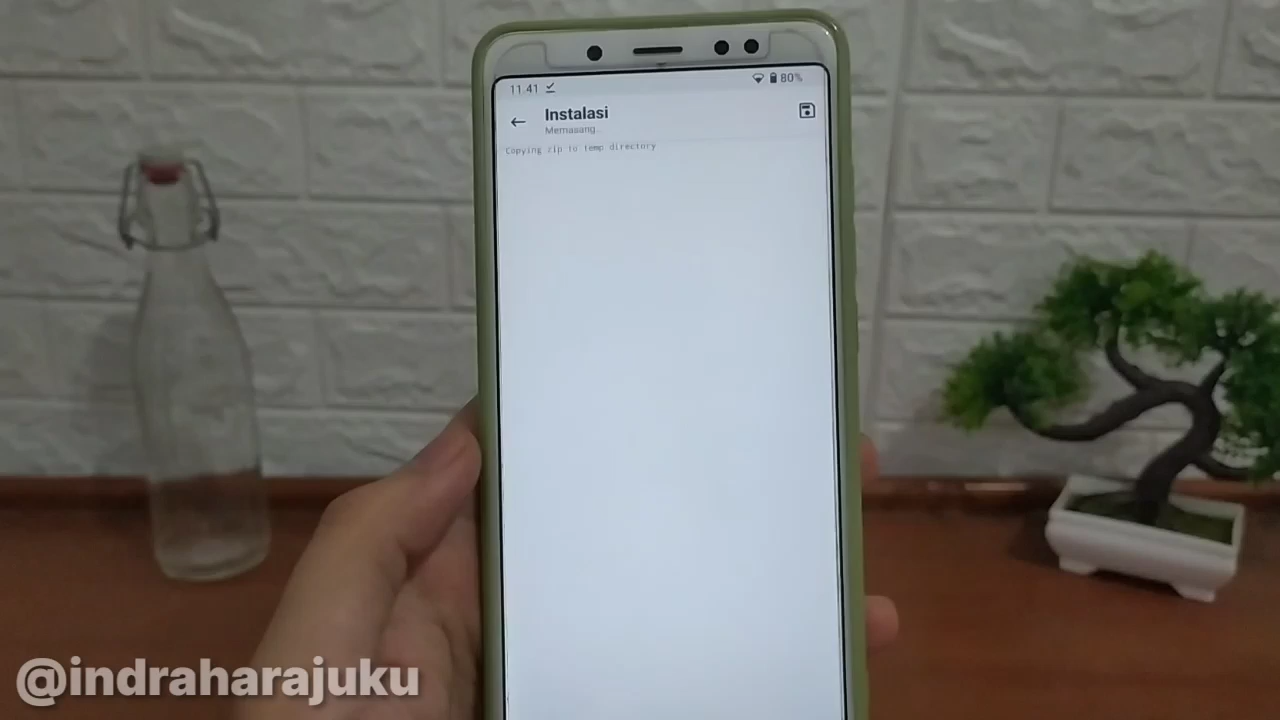 11.41 80%
Instalasi
Memasang...
Copying zip to temp directory
@indraharajuku